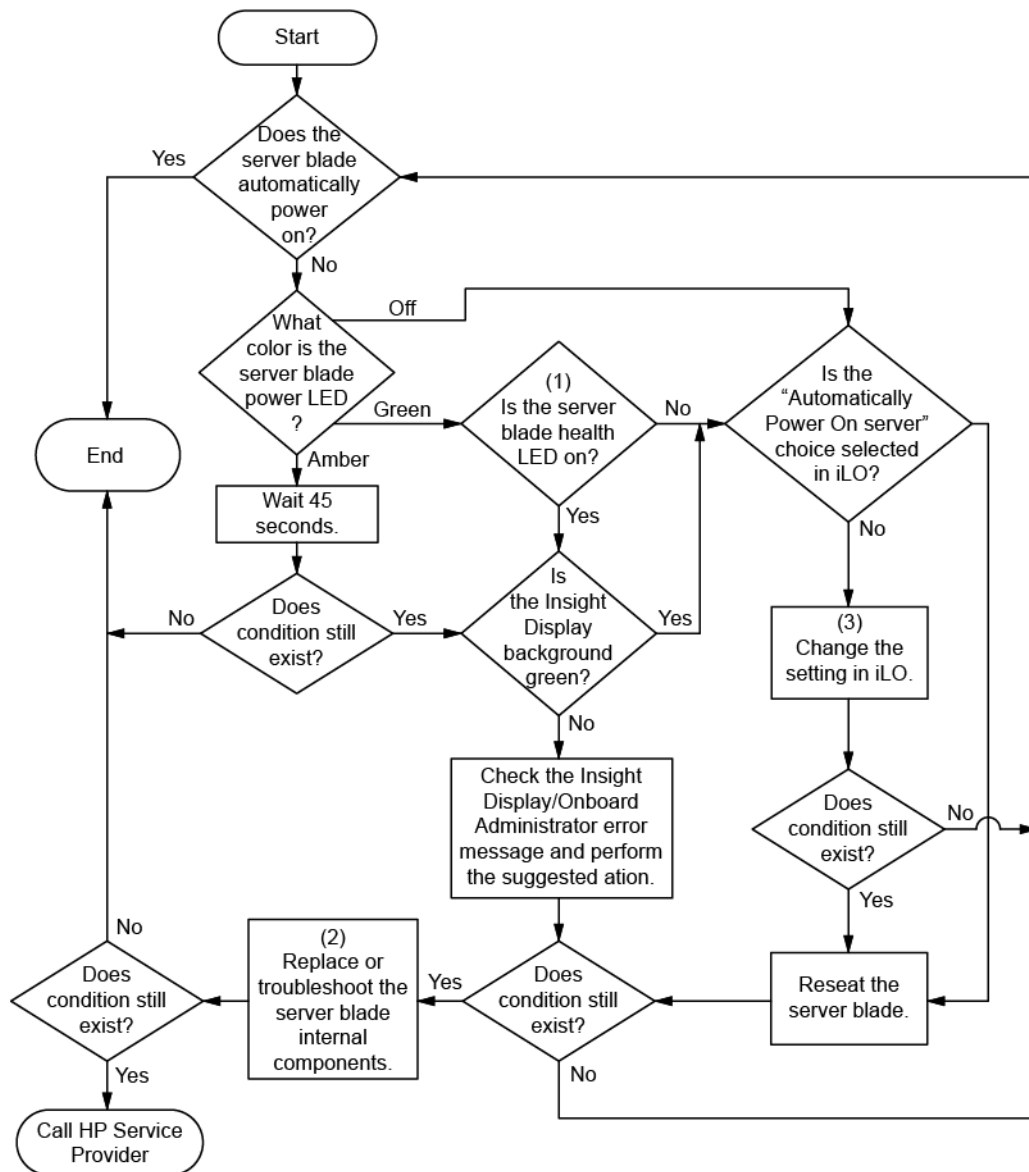 Start
Does the
server blade
automatically
power
on?
Yes
No
What
color is the
server blade
power LED
?
Off
Green
Amber
(1)
Is the server
blade health
LED on?
No
Yes
Is the
“Automatically
Power On server”
choice selected
in iLO?
No
End
Wait 45
seconds.
Does
condition still
exist?
No
Yes
Is
the Insight
Display
background
green?
Yes
No
(3)
Change the
setting in iLO.
Check the Insight
Display/Onboard
Administrator error
message and perform
the suggested ation.
Does
condition still
exist?
No
Yes
Reseat the
server blade.
Does
condition still
exist?
Yes
No
(2)
Replace or
troubleshoot the
server blade
internal
components.
Does
condition still
exist?
No
Yes
Call HP Service
Provider